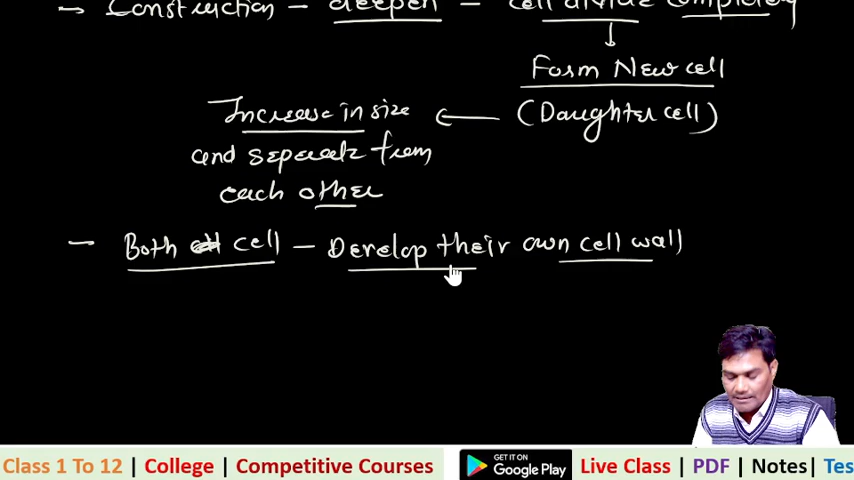 → Construction – deepen – cell divide completely
↓
Form New cell
(Daughter cell)
←
Increase in size
and seperate from
each other
– Both cell – Develop their own cell wall
Class 1 To 12 | College | Competitive Courses
GET IT ON
Google Play
Live Class | PDF | Notes| Tes